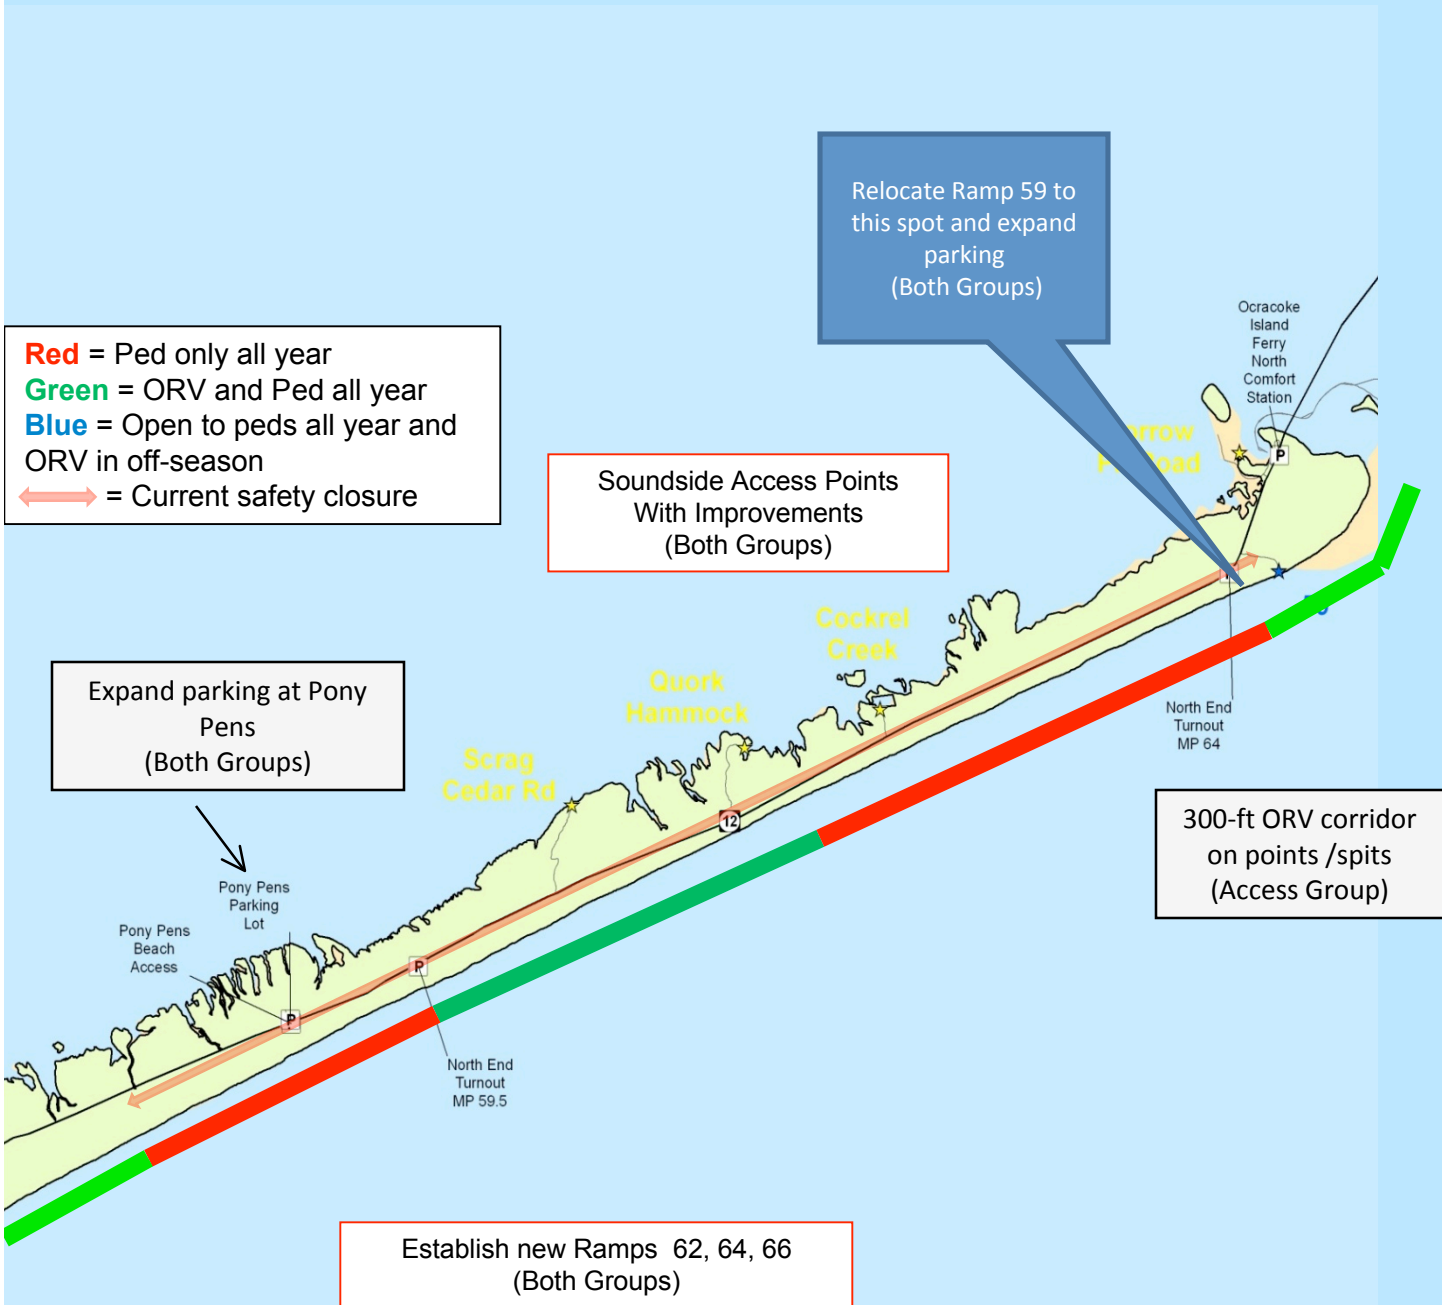 Relocate Ramp 59 to
this spot and expand
parking
(Both Groups)
Ocracoke
Island
Ferry
North
Comfort
Station
Red = Ped only all year
Green = ORV and Ped all year
Blue = Open to peds all year and
ORV in off-season
= Current safety closure
Soundside Access Points
With Improvements
(Both Groups)
P
P
Cockrel
Creek
Quork
Hammock
Scrag
Cedar Rd
12
Expand parking at Pony
Pens
(Both Groups)
North End
Turnout
MP 64
300-ft ORV corridor
on points /spits
(Access Group)
Pony Pens
Parking
Lot
Pony Pens
Beach
Access
P
P
North End
Turnout
MP 59.5
Establish new Ramps 62, 64, 66
(Both Groups)